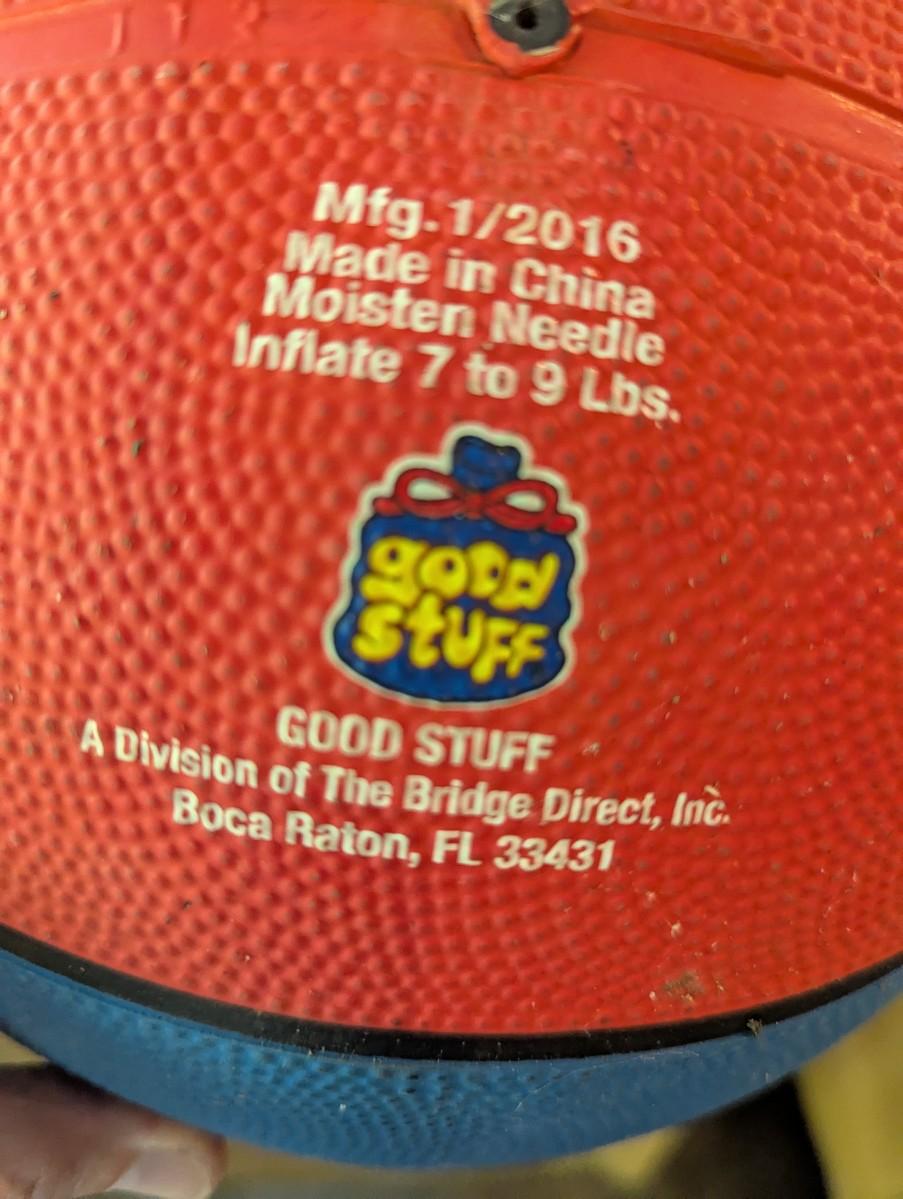 Mfg. 1/2016
Made in China
Moisten Needle
Inflate 7 to 9 Lbs.
good
stuff
GOOD STUFF
A Division of The Bridge Direct, Inc.
Boca Raton, FL 33431